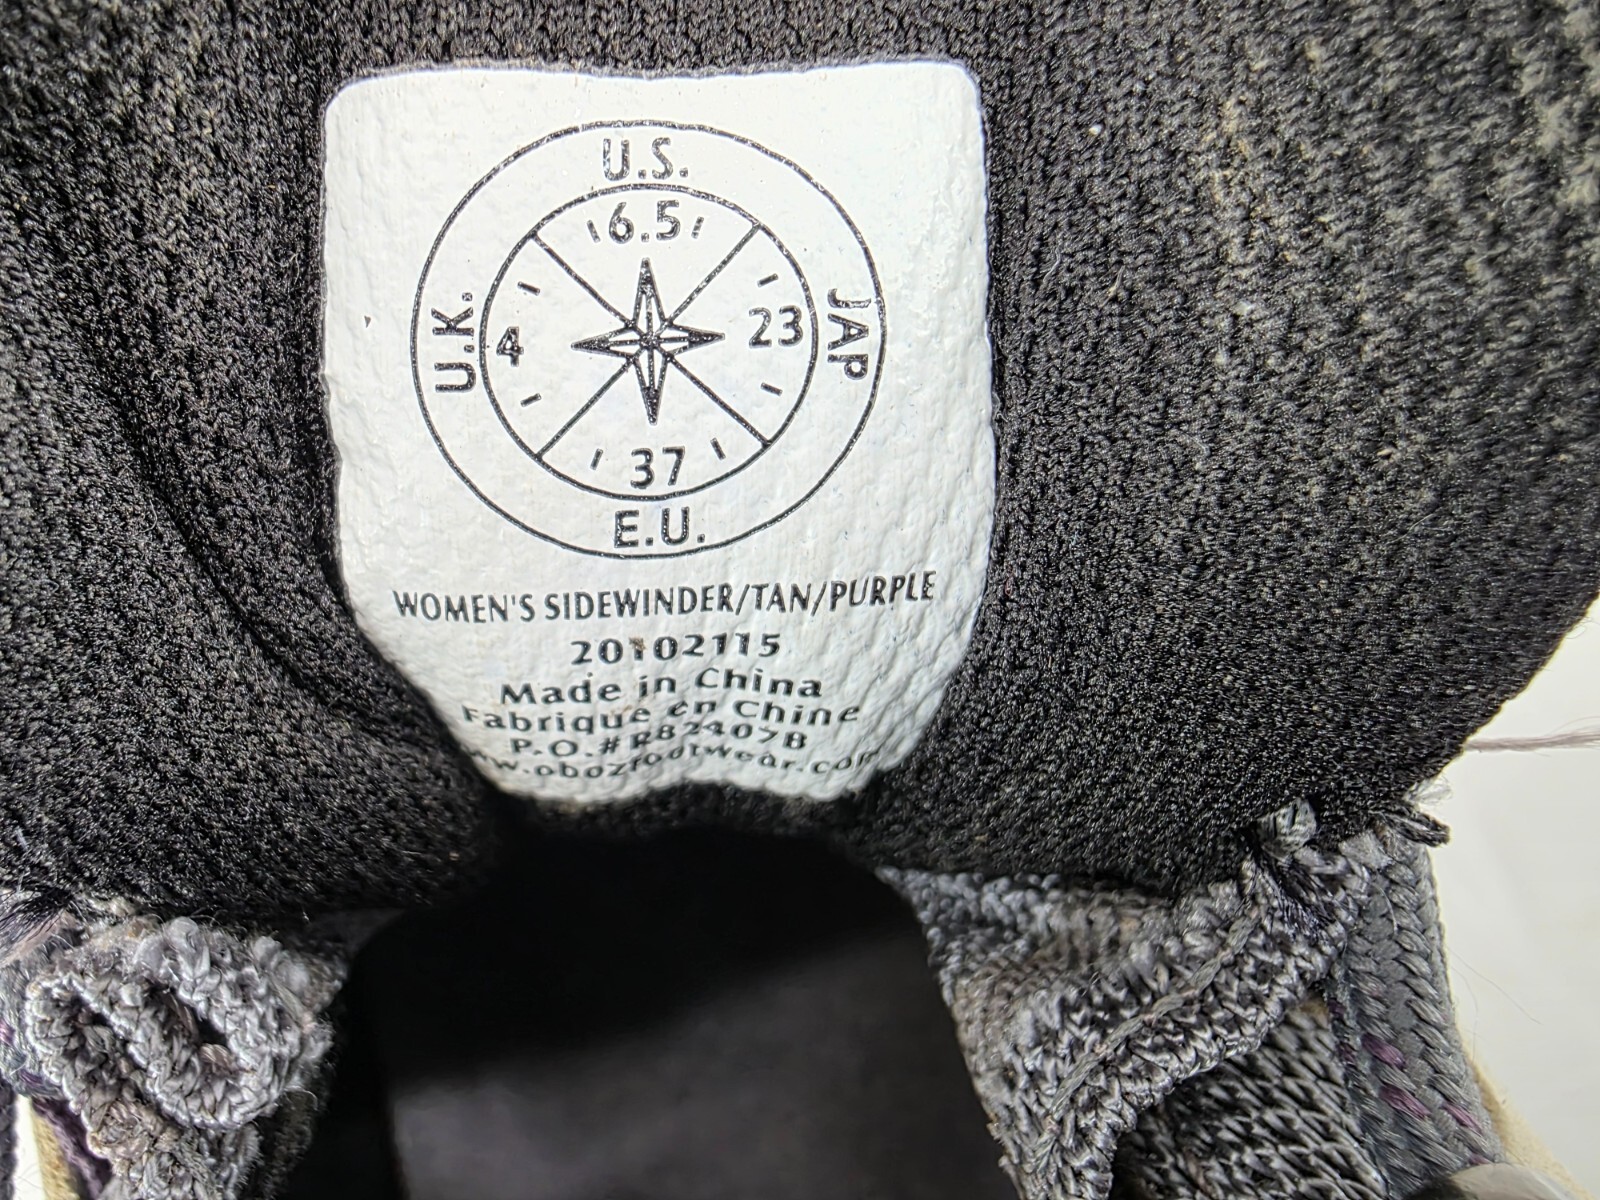 U.S.
6.5
U.K.
4
23
JAP
37
E.U.
WOMEN'S SIDEWINDER/TAN/PURPLE
20102115
Made in China
Fabrique en Chine
P.O.#R82407B
www.obozfootwear.com